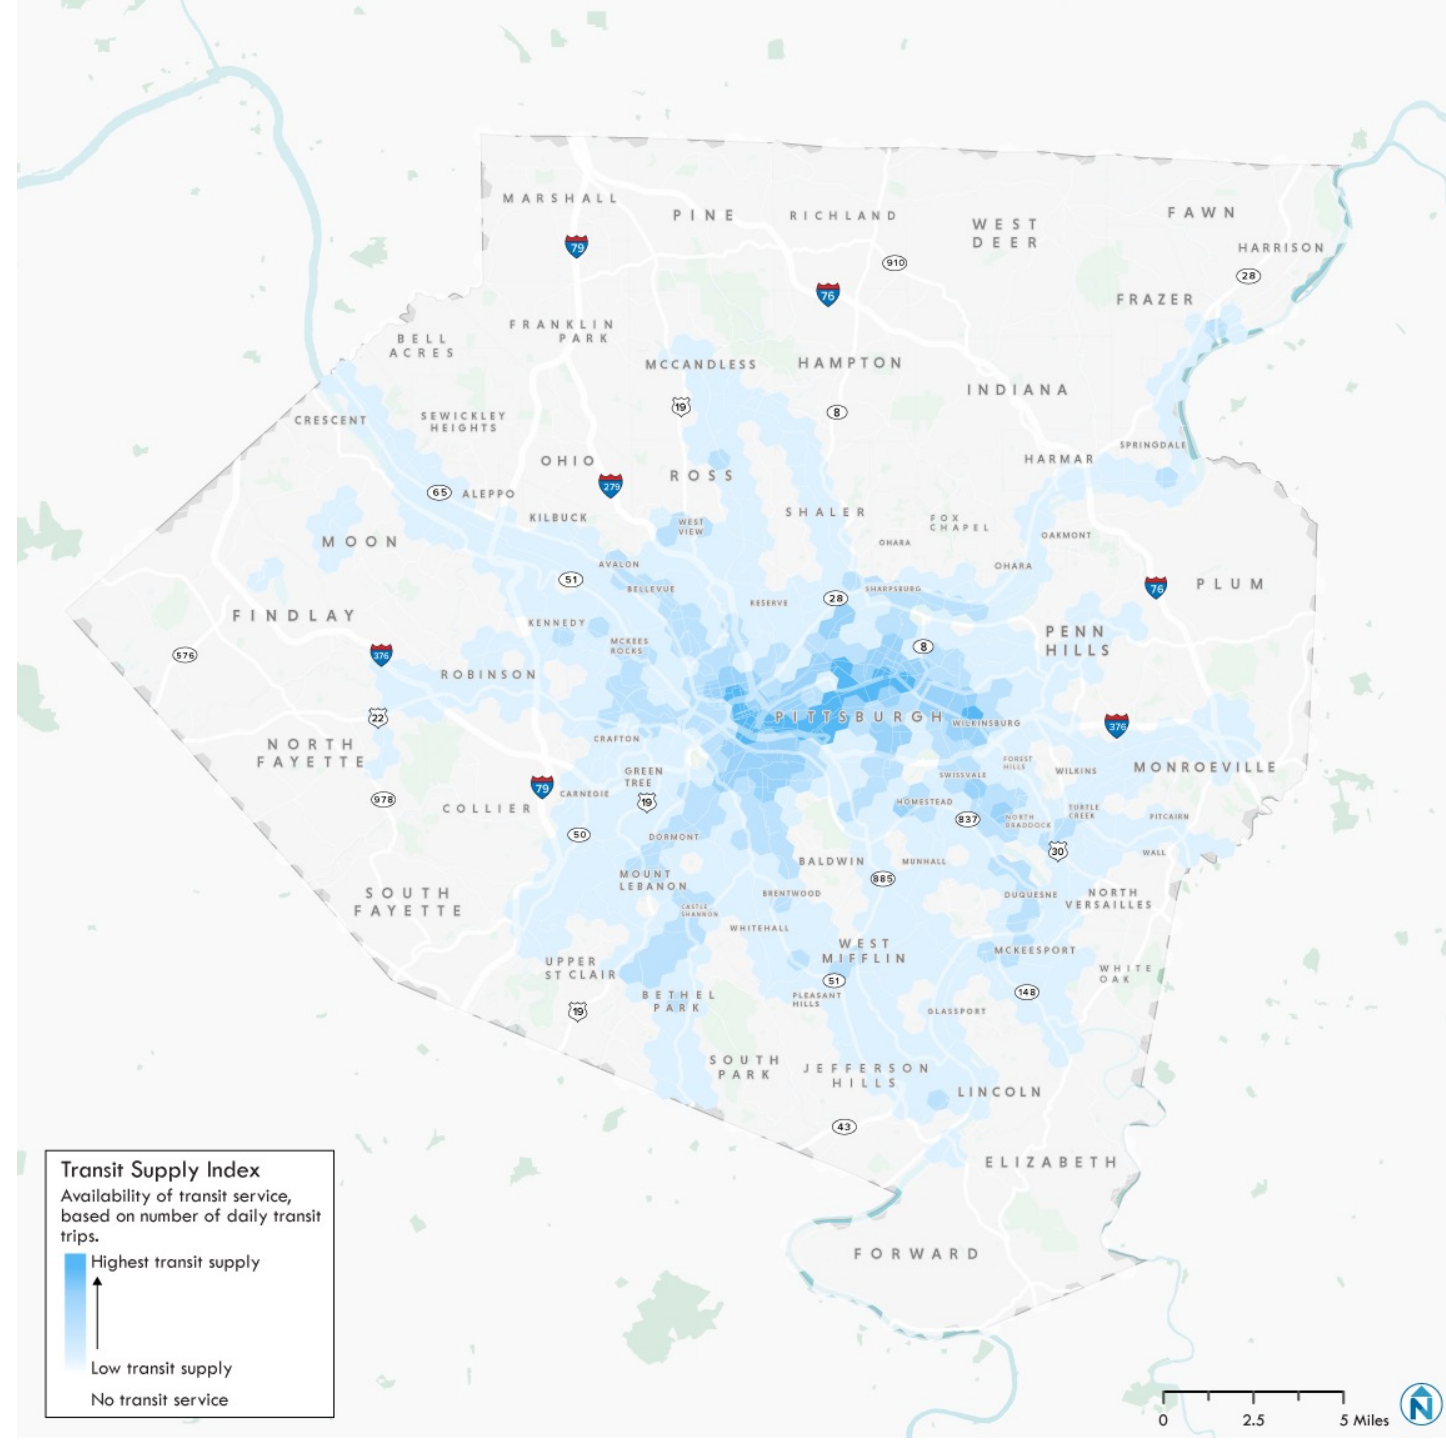 MARSHALL
PINE
RICHLAND
WEST
DEER
FAWN
HARRISON
79
910
28
76
FRAZER
FRANKLIN
PARK
BELL
ACRES
MCCANDLESS
HAMPTON
INDIANA
19
8
CRESCENT
SEWICKLEY
HEIGHTS
SPRINGDALE
OHIO
ROSS
HARMAR
279
65
ALEPPO
KILBUCK
WEST
VIEW
SHALER
FOX
CHAPEL
OAKMONT
MOON
OHARA
OHARA
AVALON
51
BELLEVUE
RESERVE
28
SHARPSBURG
76
PLUM
FINDLAY
KENNEDY
MCKEES
ROCKS
8
PENN
HILLS
576
376
ROBINSON
22
PITTSBURGH
WILKINSBURG
376
NORTH
FAYETTE
CRAFTON
GREEN
TREE
SWISSVALE
FOREST
HILLS
WILKINS
MONROEVILLE
79
978
COLLIER
CARNEGIE
19
HOMESTEAD
837
NORTH
BRADDOCK
TURTLE
CREEK
PITCAIRN
50
DORMONT
30
WALL
BALDWIN
MUNHALL
885
MOUNT
LEBANON
SOUTH
FAYETTE
CASTLE
SHANNON
BRENTWOOD
DUQUESNE
NORTH
VERSAILLES
WHITEHALL
WEST
MIFFLIN
MCKEESPORT
UPPER
ST CLAIR
51
WHITE
OAK
BETHEL
PARK
PLEASANT
HILLS
148
19
GLASSPORT
SOUTH
PARK
JEFFERSON
HILLS
LINCOLN
43
ELIZABETH
FORWARD
Transit Supply Index
Availability of transit service,
based on number of daily transit
trips.
Highest transit supply
Low transit supply
No transit service
0 2.5 5 Miles
N